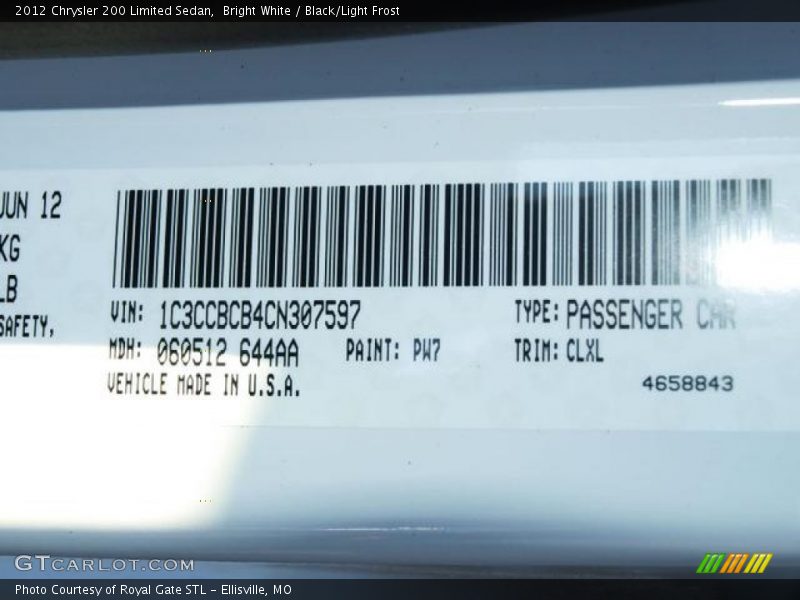 2012 Chrysler 200 Limited Sedan,  Bright White / Black/Light Frost
JUN 12
KG
LB
SAFETY,
VIN: 1C3CCBCB4CN307597
TYPE: PASSENGER CAR
MDH: 060512 644AA
PAINT: PW7
TRIM: CLXL
VEHICLE MADE IN U.S.A.
4658843
GTCARLOT.COM
Photo Courtesy of Royal Gate STL - Ellisville, MO